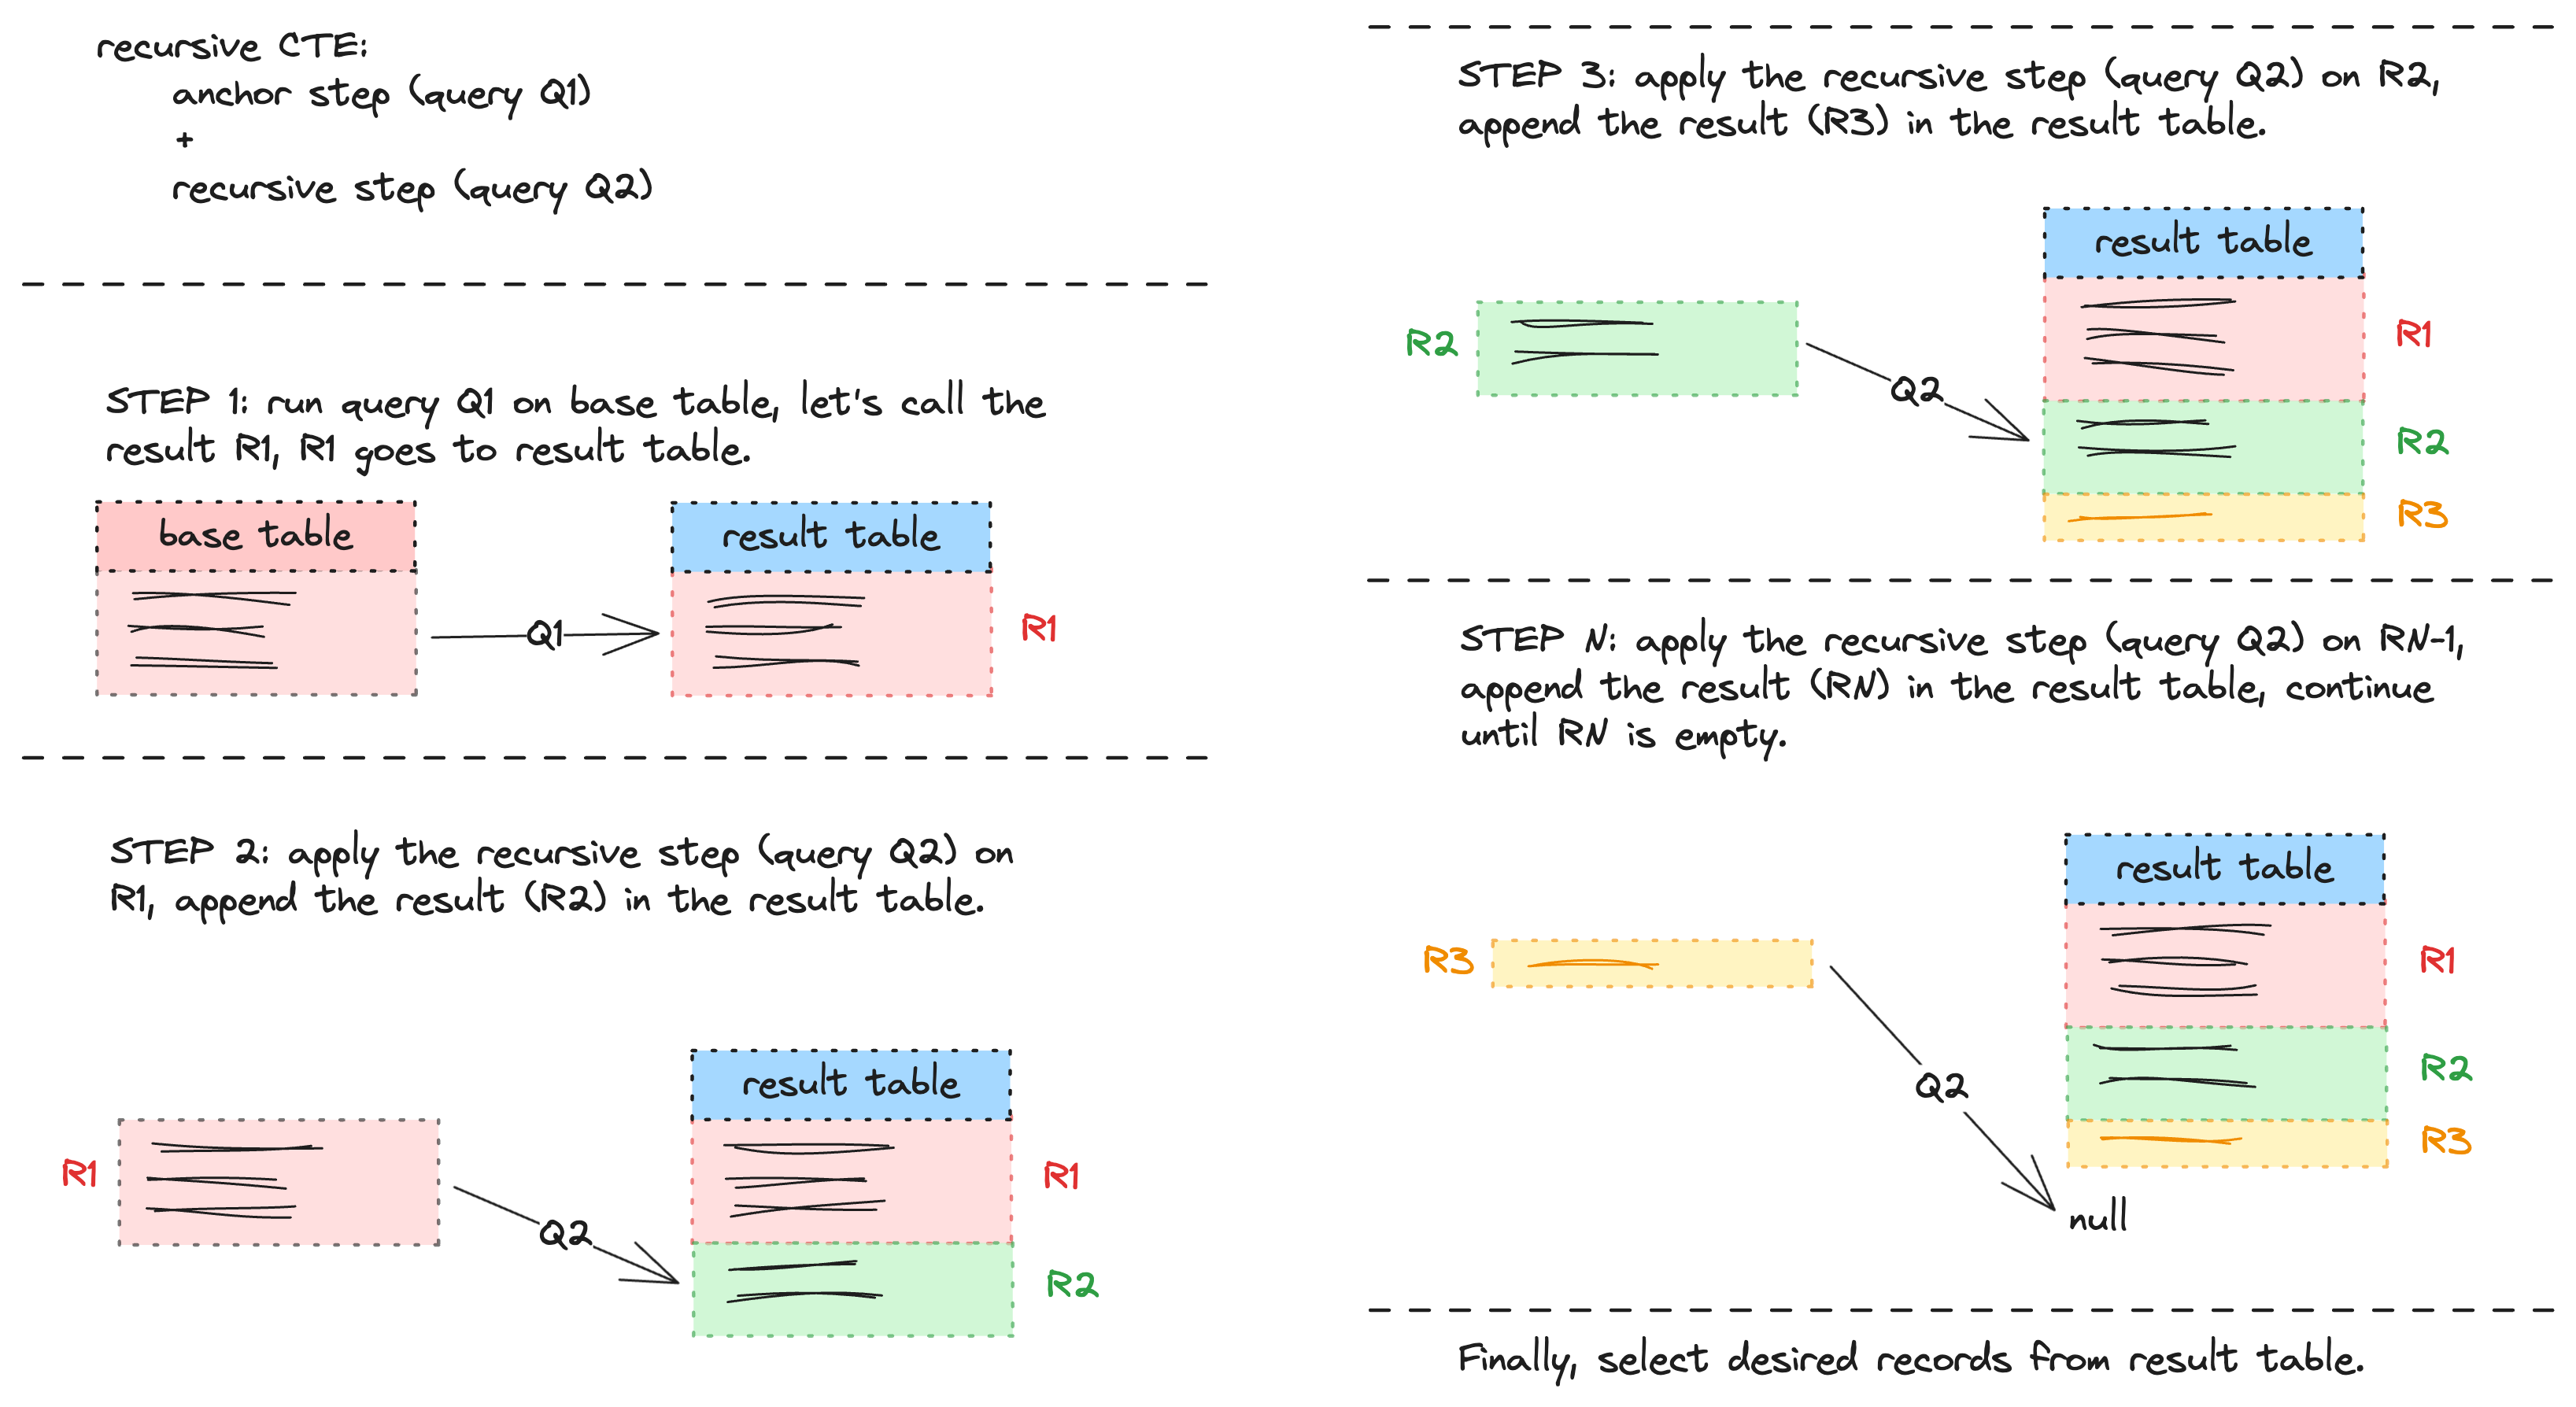 recursive CTE:
anchor step (query Q1)
+
recursive step (query Q2)
STEP 1: run query Q1 on base table, let's call the
result R1, R1 goes to result table.
base table
result table
Q1
R1
STEP 2: apply the recursive step (query Q2) on
R1, append the result (R2) in the result table.
result table
R1
R1
Q2
R2
STEP 3: apply the recursive step (query Q2) on R2,
append the result (R3) in the result table.
result table
R2
R1
Q2
R2
R3
STEP N: apply the recursive step (query Q2) on RN-1,
append the result (RN) in the result table, continue
until RN is empty.
result table
R3
R1
Q2
R2
R3
null
Finally, select desired records from result table.